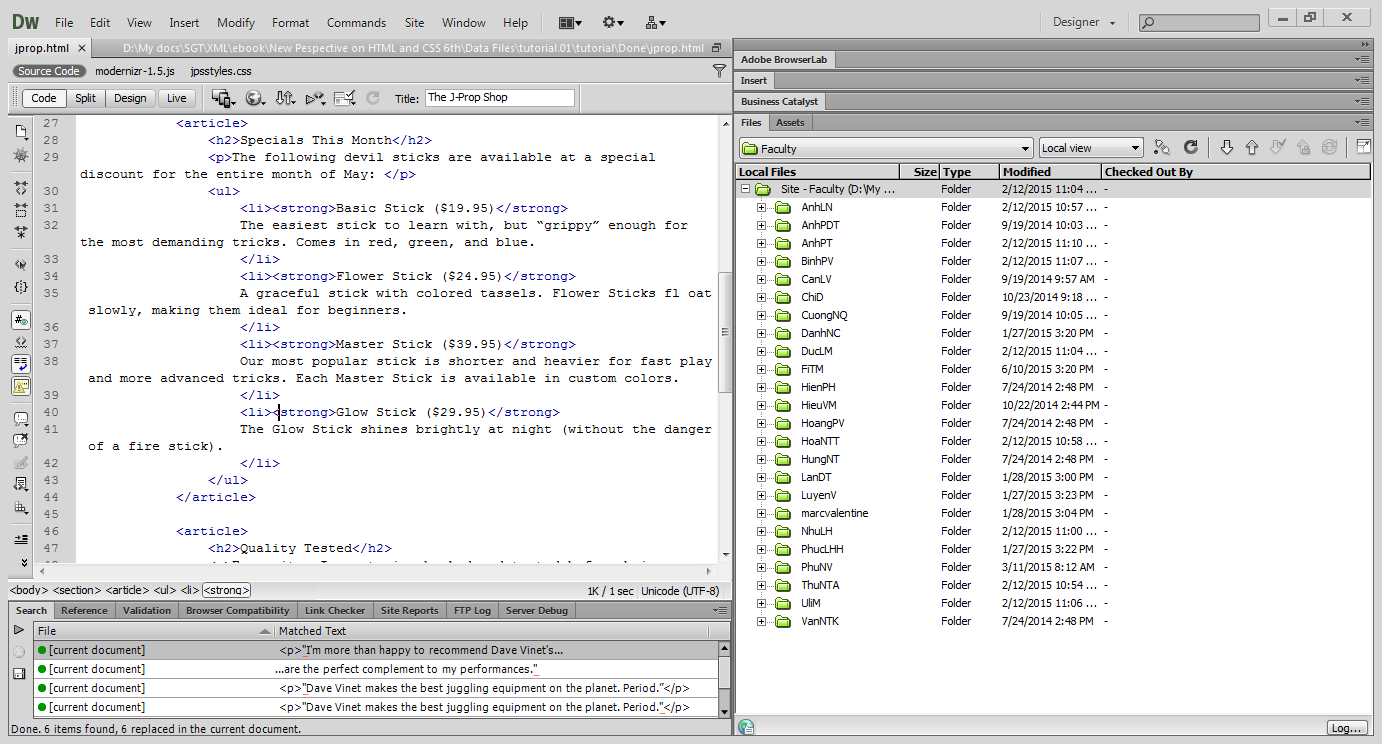 Dw File Edit View Insert Modify Format Commands Site Window Help Designer
jprop.html × D:\My docs\SGT\XML\ebook\New Pespective on HTML and CSS 6th\Data Files\tutorial.01\tutorial\Done\jprop.html
Source Code modernizr-1.5.js jpsstyles.css
Code Split Design Live Title: The J-Prop Shop
27 <article>
28 <h2>Specials This Month</h2>
29 <p>The following devil sticks are available at a special
discount for the entire month of May: </p>
30 <ul>
31 <li><strong>Basic Stick ($19.95)</strong>
32 The easiest stick to learn with, but “grippy” enough for
the most demanding tricks. Comes in red, green, and blue.
33 </li>
34 <li><strong>Flower Stick ($24.95)</strong>
35 A graceful stick with colored tassels. Flower Sticks fl oat
slowly, making them ideal for beginners.
36 </li>
37 <li><strong>Master Stick ($39.95)</strong>
38 Our most popular stick is shorter and heavier for fast play
and more advanced tricks. Each Master Stick is available in custom colors.
39 </li>
40 <li><strong>Glow Stick ($29.95)</strong>
41 The Glow Stick shines brightly at night (without the danger
of a fire stick).
42 </li>
43 </ul>
44 </article>
45
46 <article>
47 <h2>Quality Tested</h2>
<body> <section> <article> <ul> <li> <strong> 1K / 1 sec Unicode (UTF-8)
Search Reference Validation Browser Compatibility Link Checker Site Reports FTP Log Server Debug
File Matched Text
[current document] <p>"I'm more than happy to recommend Dave Vinet's...
[current document] ...are the perfect complement to my performances."
[current document] <p>"Dave Vinet makes the best juggling equipment on the planet. Period."</p>
[current document] <p>"Dave Vinet makes the best juggling equipment on the planet. Period."</p>
Done. 6 items found, 6 replaced in the current document.
Adobe BrowserLab
Insert
Business Catalyst
Files Assets
Faculty Local view
Local Files Size Type Modified Checked Out By
Site - Faculty (D:\My ... Folder 2/12/2015 11:04 ... -
AnhLN Folder 2/12/2015 10:57 ... -
AnhPDT Folder 9/19/2014 10:03 ... -
AnhPT Folder 2/12/2015 11:10 ... -
BinhPV Folder 2/12/2015 11:07 ... -
CanLV Folder 9/19/2014 9:57 AM -
ChiD Folder 10/23/2014 9:18 ... -
CuongNQ Folder 9/19/2014 10:05 ... -
DanhNC Folder 1/27/2015 3:20 PM -
DucLM Folder 2/12/2015 11:04 ... -
FiTM Folder 6/10/2015 3:20 PM -
HienPH Folder 7/24/2014 2:48 PM -
HieuVM Folder 10/22/2014 2:44 PM -
HoangPV Folder 7/24/2014 2:48 PM -
HoaNTT Folder 2/12/2015 10:58 ... -
HungNT Folder 7/24/2014 2:48 PM -
LanDT Folder 1/28/2015 3:00 PM -
LuyenV Folder 1/27/2015 3:23 PM -
marcvalentine Folder 1/28/2015 3:04 PM -
NhuLH Folder 2/12/2015 11:00 ... -
PhucLHH Folder 1/27/2015 3:22 PM -
PhuNV Folder 3/11/2015 8:12 AM -
ThuNTA Folder 2/12/2015 10:54 ... -
UliM Folder 2/12/2015 11:06 ... -
VanNTK Folder 7/24/2014 2:48 PM -
Log...